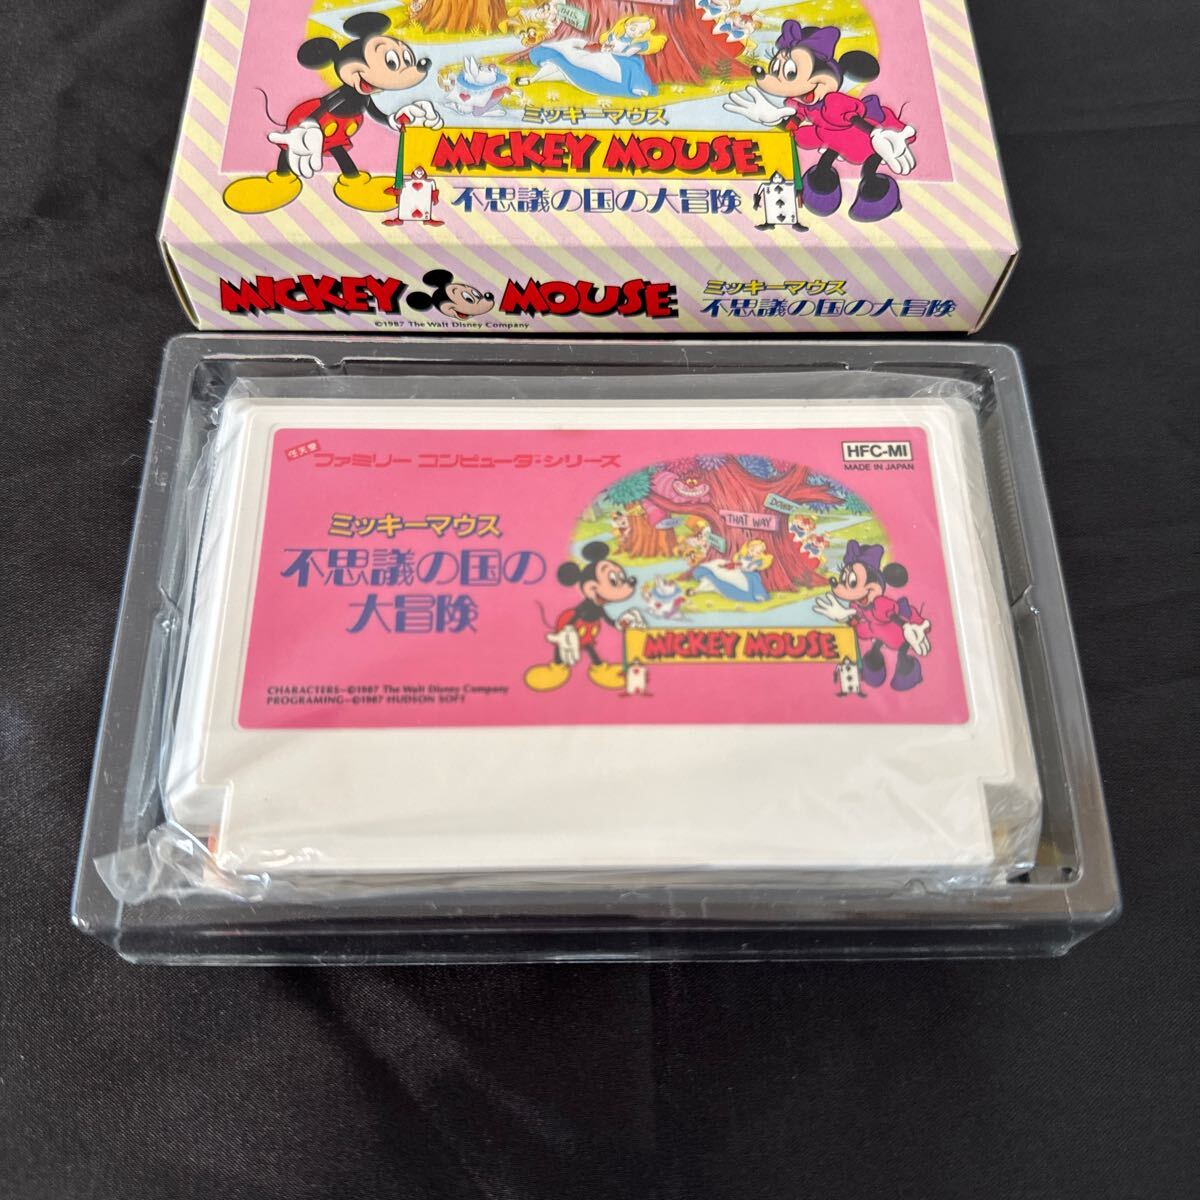 ミッキーマウス
MICKEY MOUSE
不思議の国の大冒険
MICKEY MOUSE
ミッキーマウス
不思議の国の大冒険
©1987 The Walt Disney Company
任天堂
ファミリー コンピュータ・シリーズ
HFC-MI
MADE IN JAPAN
ミッキーマウス
不思議の国の
大冒険
DOWN
THAT WAY
MICKEY MOUSE
CHARACTERS-©1987 The Walt Disney Company
PROGRAMING-©1987 HUDSON SOFT